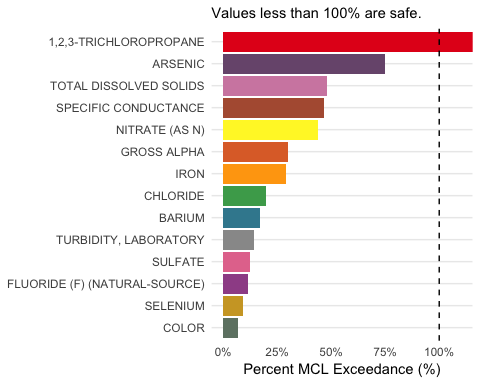 Values less than 100% are safe.
1,2,3-TRICHLOROPROPANE
ARSENIC
TOTAL DISSOLVED SOLIDS
SPECIFIC CONDUCTANCE
NITRATE (AS N)
GROSS ALPHA
IRON
CHLORIDE
BARIUM
TURBIDITY, LABORATORY
SULFATE
FLUORIDE (F) (NATURAL-SOURCE)
SELENIUM
COLOR
0% 25% 50% 75% 100%
Percent MCL Exceedance (%)